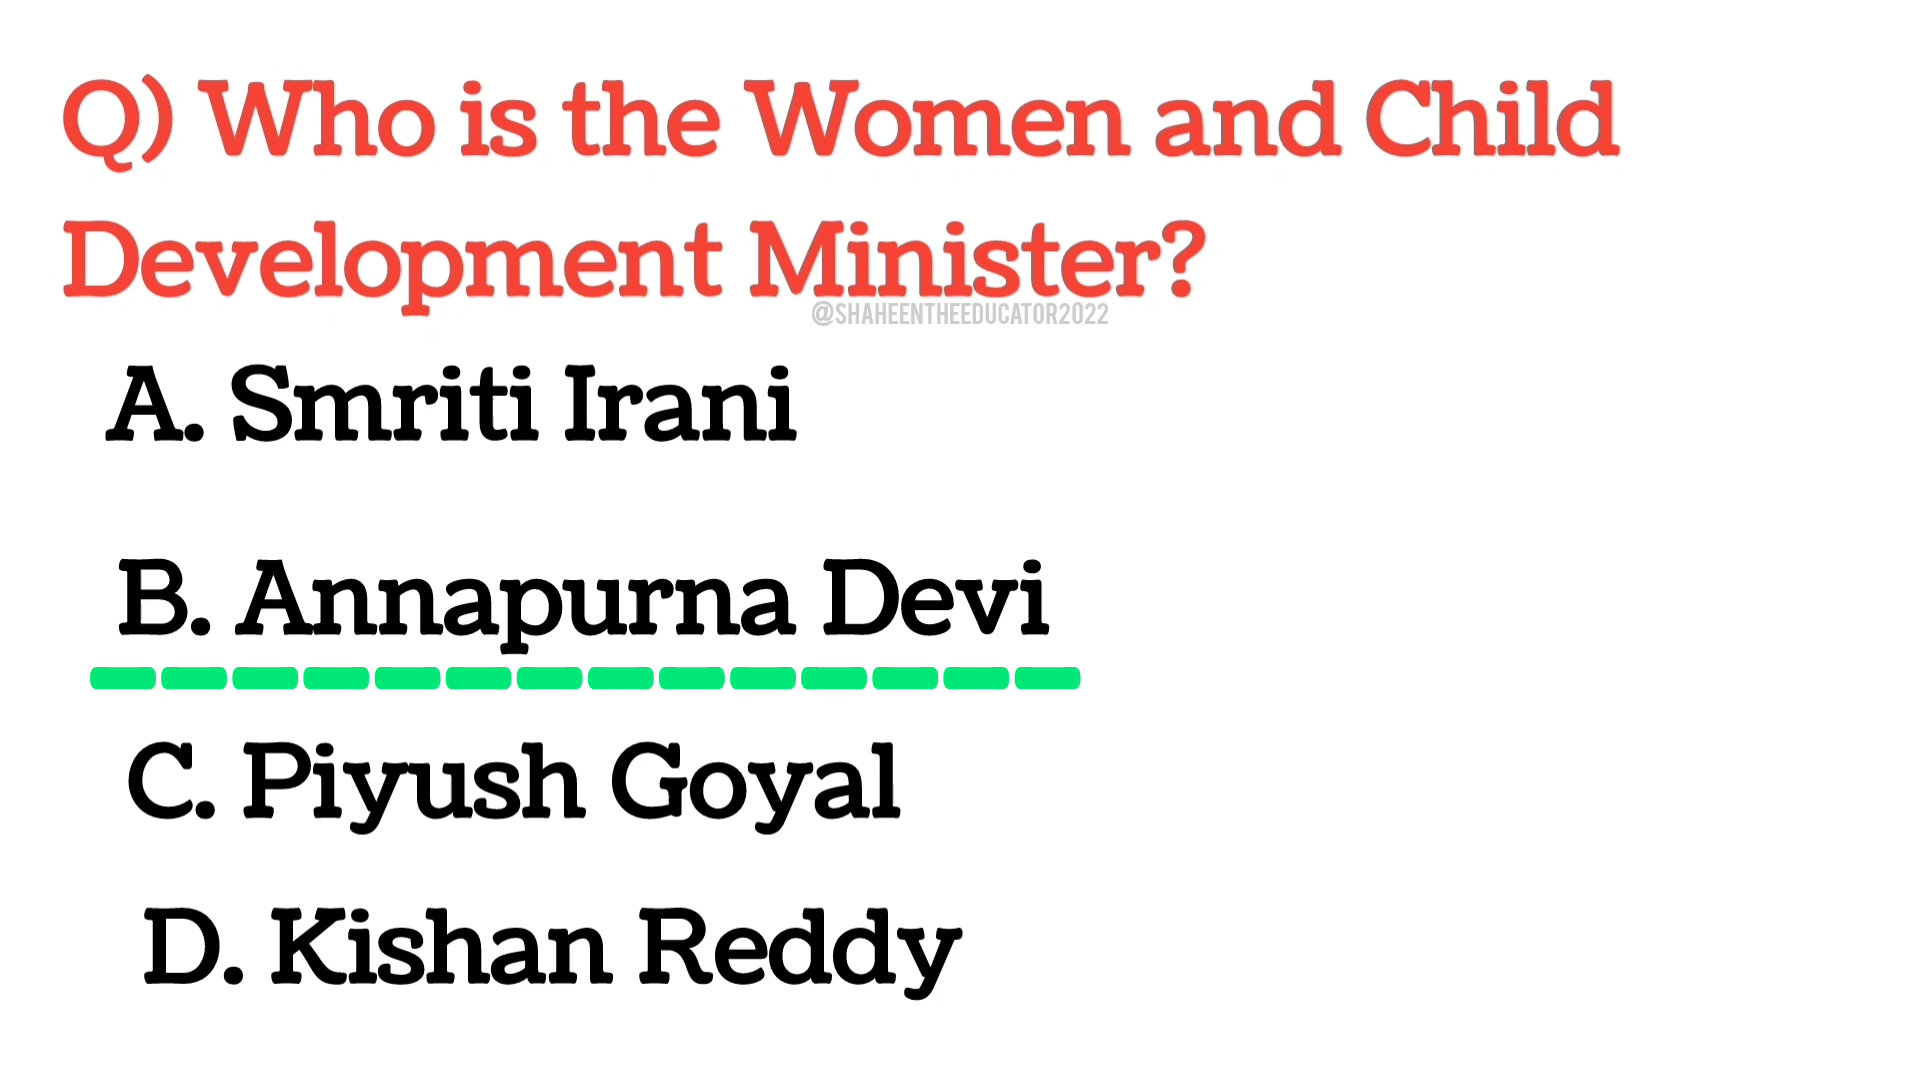 Q) Who is the Women and Child
Development Minister?
@SHAHEENTHEEDUCATOR2022
A. Smriti Irani
B. Annapurna Devi
C. Piyush Goyal
D. Kishan Reddy